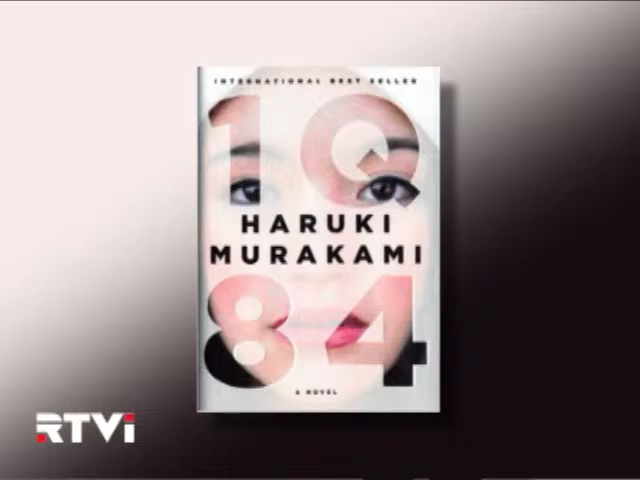 INTERNATIONAL BEST SELLER
1Q
HARUKI
MURAKAMI
84
A NOVEL
RTVi